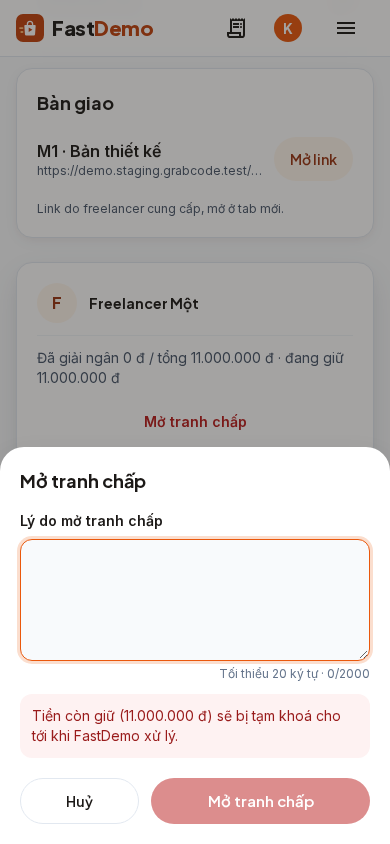 FastDemo
K
Bàn giao
M1 · Bản thiết kế
https://demo.staging.grabcode.test/...
Mở link
Link do freelancer cung cấp, mở ở tab mới.
F
Freelancer Một
Đã giải ngân 0 đ / tổng 11.000.000 đ · đang giữ
11.000.000 đ
Mở tranh chấp
Mở tranh chấp
Lý do mở tranh chấp
Tối thiểu 20 ký tự · 0/2000
Tiền còn giữ (11.000.000 đ) sẽ bị tạm khoá cho
tới khi FastDemo xử lý.
Huỷ
Mở tranh chấp